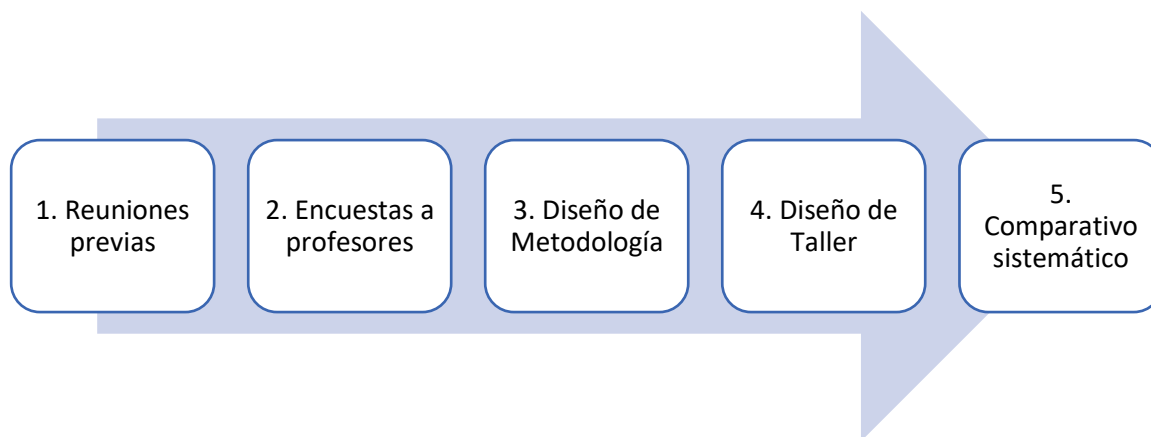 1. Reuniones
previas
2. Encuestas a
profesores
3. Diseño de
Metodología
4. Diseño de
Taller
5.
Comparativo
sistemático